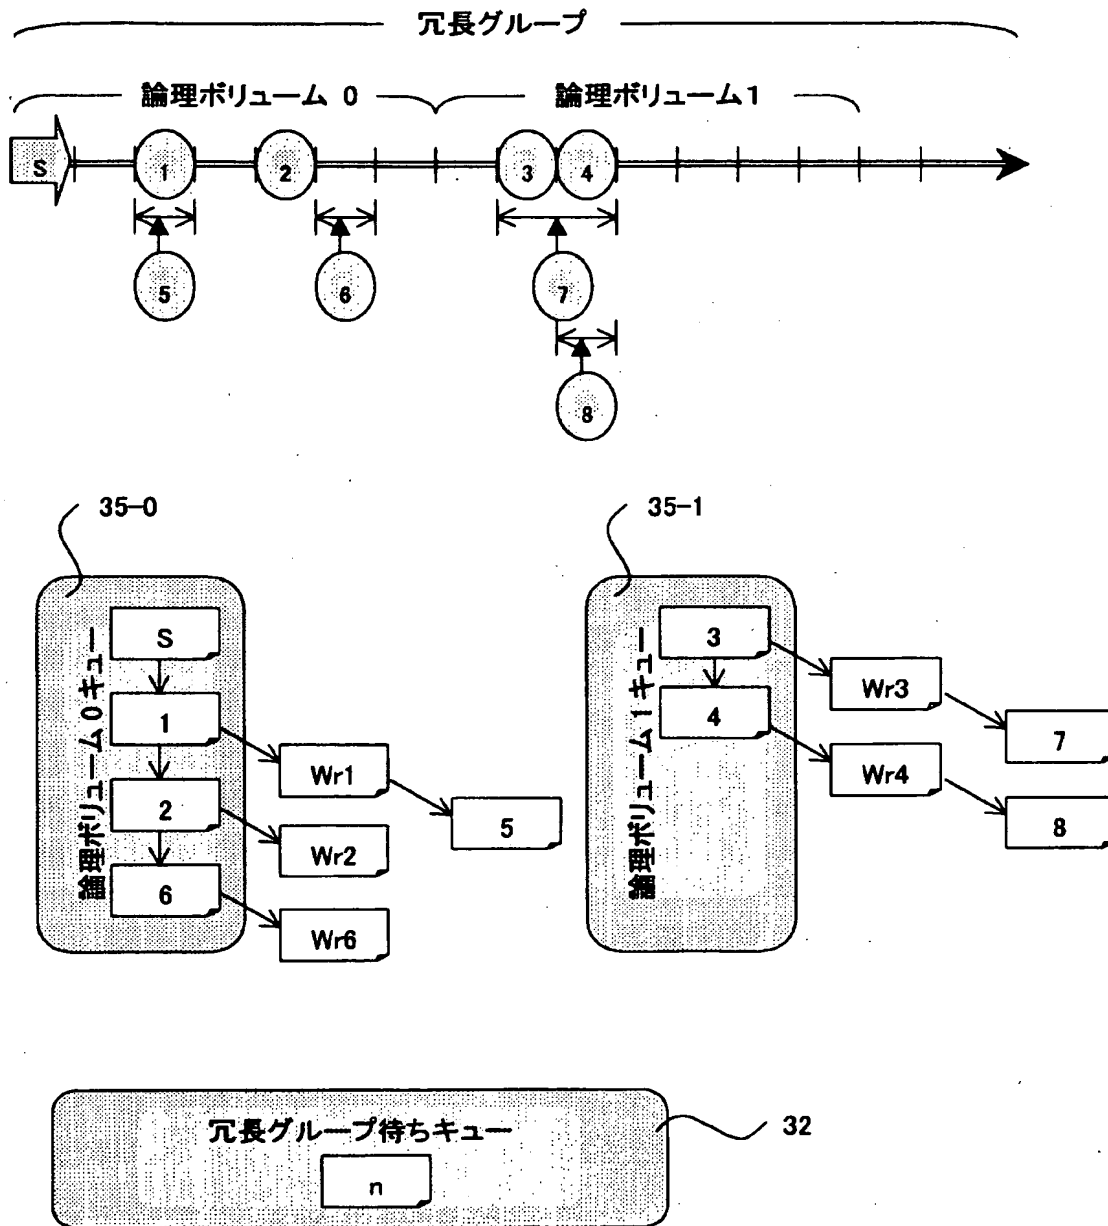 冗長グループ
論理ボリューム 0
論理ボリューム1
S
1
2
3
4
5
6
7
8
35-0
35-1
論理ボリューム0キュー
S
1
2
6
Wr1
Wr2
Wr6
5
論理ボリューム1キュー
3
4
Wr3
Wr4
7
8
冗長グループ待ちキュー
n
32